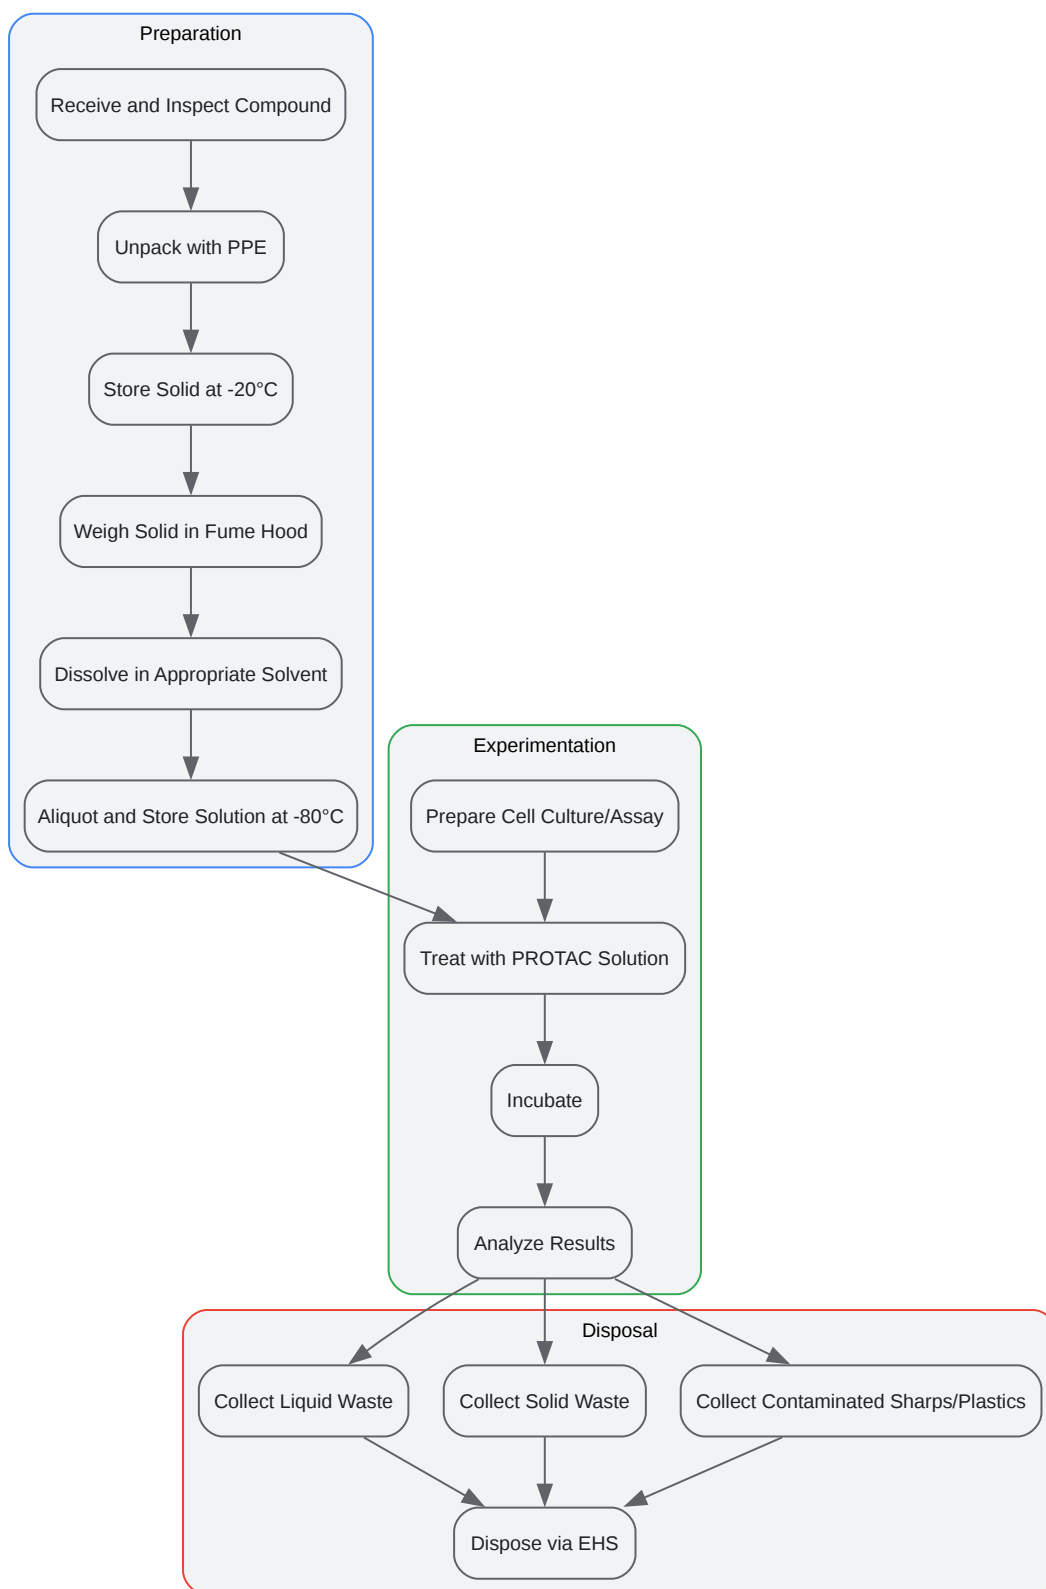 Preparation
Receive and Inspect Compound
Unpack with PPE
Store Solid at -20°C
Weigh Solid in Fume Hood
Dissolve in Appropriate Solvent
Aliquot and Store Solution at -80°C
Experimentation
Prepare Cell Culture/Assay
Treat with PROTAC Solution
Incubate
Analyze Results
Disposal
Collect Liquid Waste
Collect Solid Waste
Collect Contaminated Sharps/Plastics
Dispose via EHS